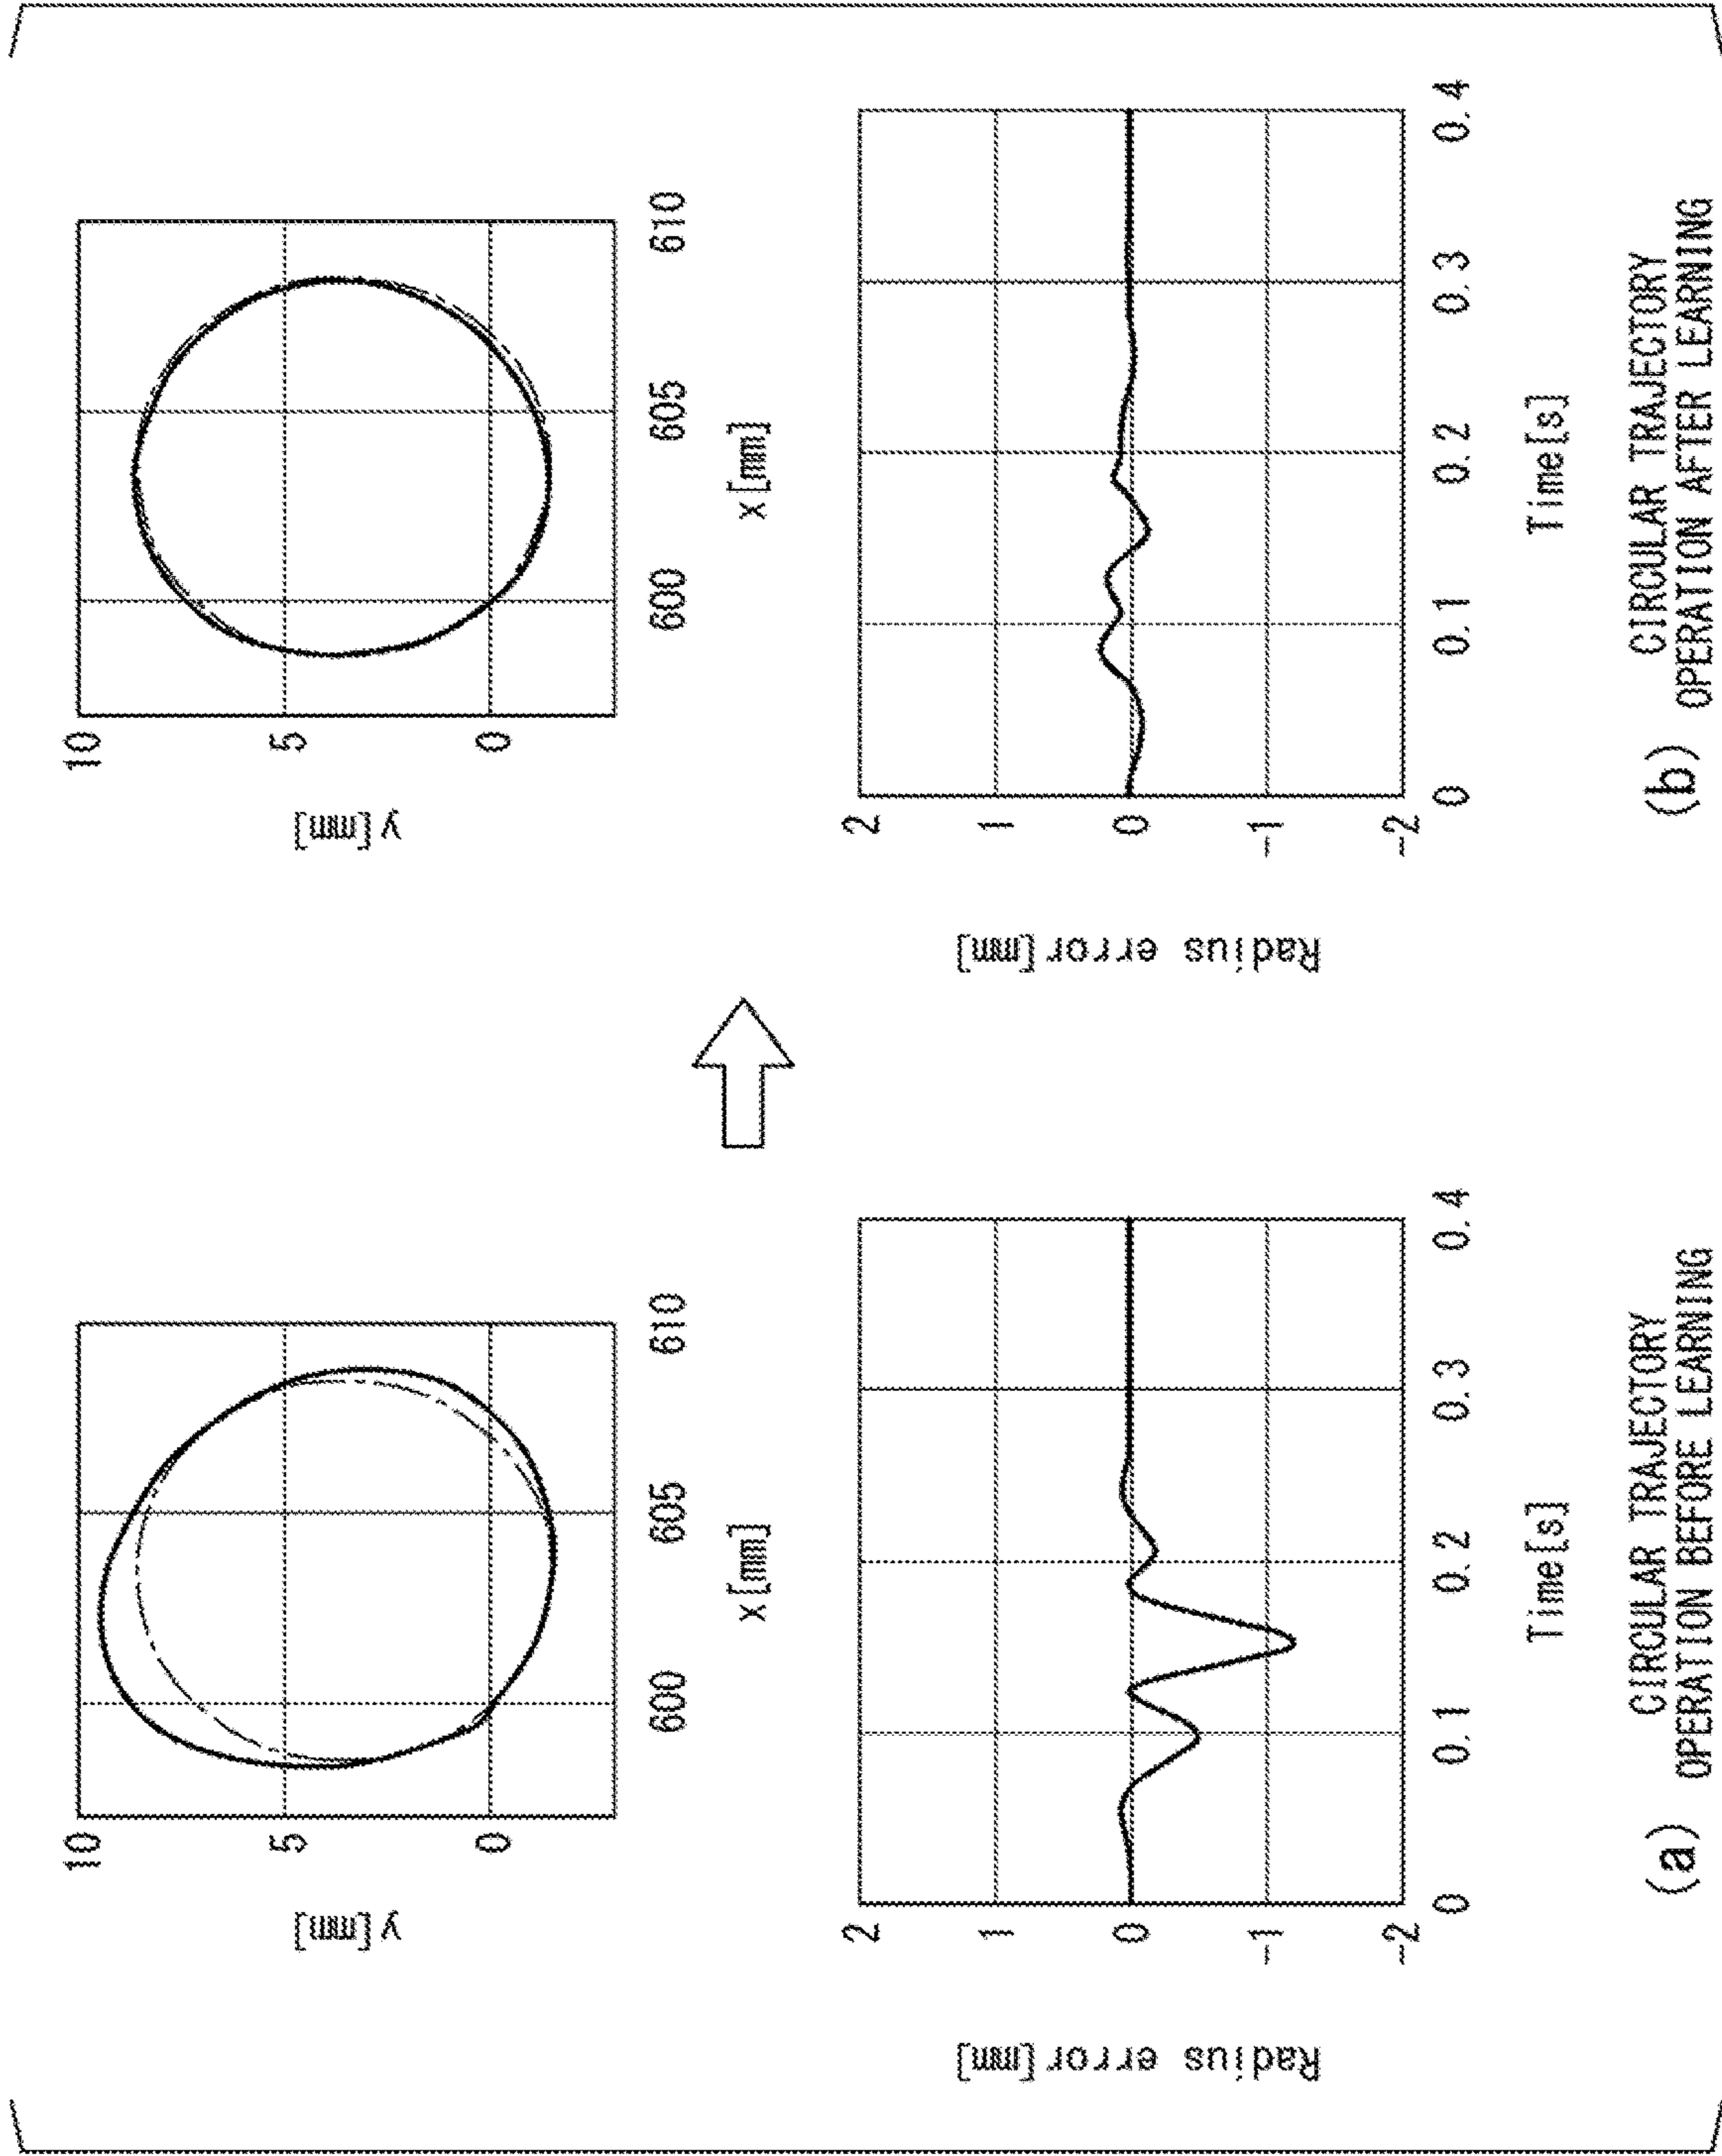 10
5
0
y[mm]
600
605
610
x[mm]
2
1
0
-1
-2
Radius error[mm]
0
0.1
0.2
0.3
0.4
Time[s]
(a) CIRCULAR TRAJECTORY
OPERATION BEFORE LEARNING
10
5
0
y[mm]
600
605
610
x[mm]
2
1
0
-1
-2
Radius error[mm]
0
0.1
0.2
0.3
0.4
Time[s]
(b) CIRCULAR TRAJECTORY
OPERATION AFTER LEARNING